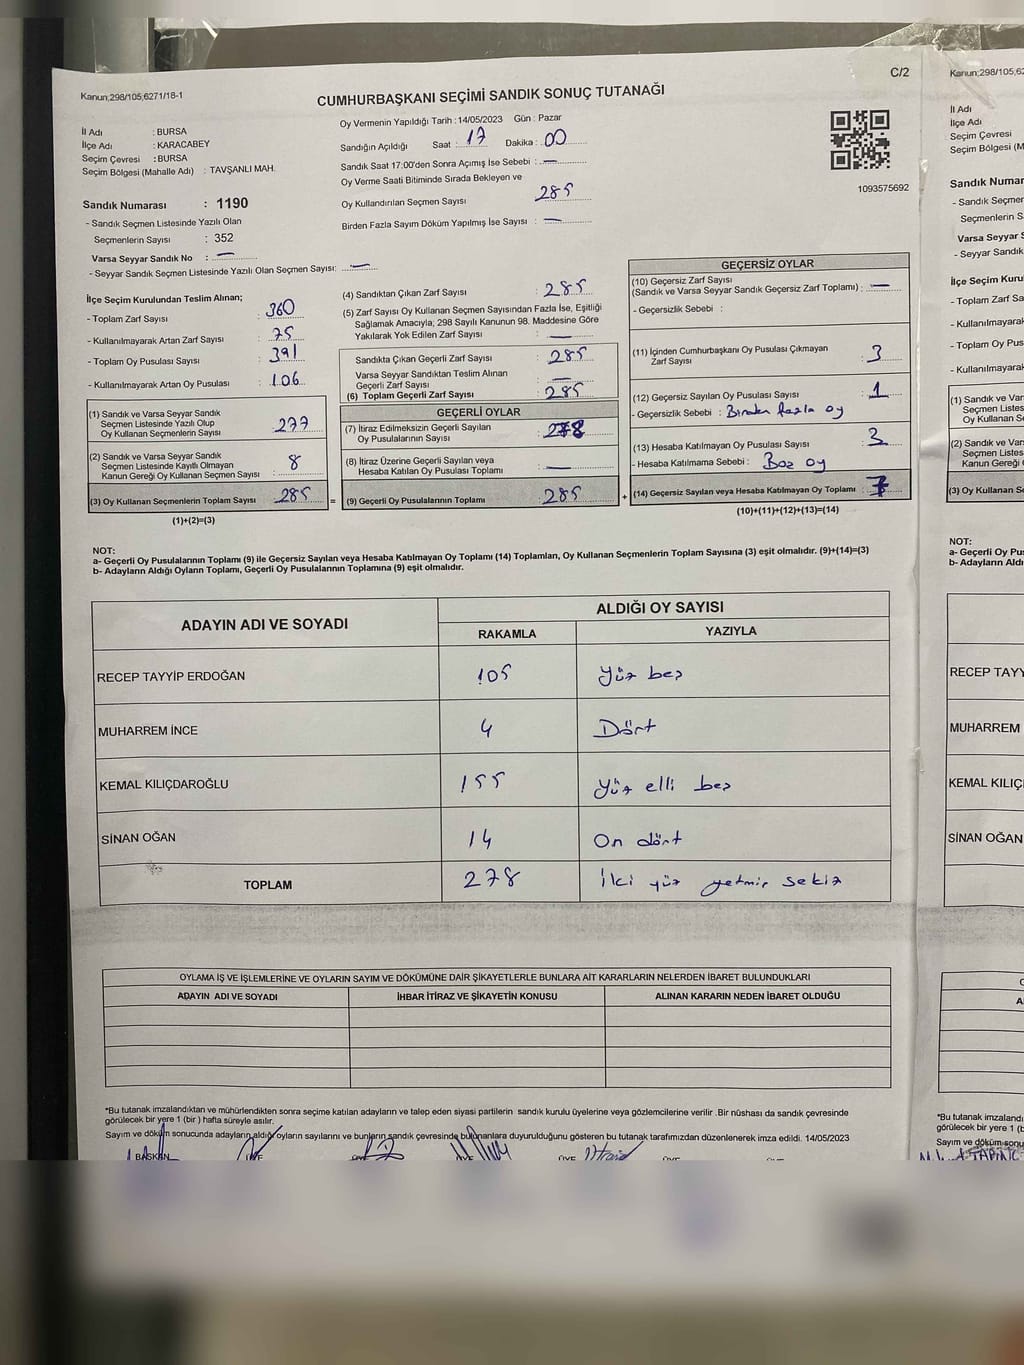 C/2
Kanun;298/105;6271/18-1
CUMHURBAŞKANI SEÇİMİ SANDIK SONUÇ TUTANAĞI
İl Adı : BURSA
İlçe Adı : KARACABEY
Seçim Çevresi : BURSA
Seçim Bölgesi (Mahalle Adı) : TAVŞANLI MAH.
Oy Vermenin Yapıldığı Tarih : 14/05/2023 Gün : Pazar
Sandığın Açıldığı Saat : 17 Dakika : 00
Sandık Saat 17:00'den Sonra Açımış İse Sebebi : —
Oy Verme Saati Bitiminde Sırada Bekleyen ve
Oy Kullandırılan Seçmen Sayısı 285
Birden Fazla Sayım Döküm Yapılmış İse Sayısı : —
1093575692
Sandık Numarası : 1190
- Sandık Seçmen Listesinde Yazılı Olan
Seçmenlerin Sayısı : 352
Varsa Seyyar Sandık No : —
- Seyyar Sandık Seçmen Listesinde Yazılı Olan Seçmen Sayısı: —
İlçe Seçim Kurulundan Teslim Alınan;
- Toplam Zarf Sayısı : 360
- Kullanılmayarak Artan Zarf Sayısı : 75
- Toplam Oy Pusulası Sayısı : 391
- Kullanılmayarak Artan Oy Pusulası : 106
(1) Sandık ve Varsa Seyyar Sandık
Seçmen Listesinde Yazılı Olup
Oy Kullanan Seçmenlerin Sayısı : 277
(2) Sandık ve Varsa Seyyar Sandık
Seçmen Listesinde Kayıtlı Olmayan
Kanun Gereği Oy Kullanan Seçmen Sayısı : 8
(3) Oy Kullanan Seçmenlerin Toplam Sayısı : 285 =
(1)+(2)=(3)
(4) Sandıktan Çıkan Zarf Sayısı : 285
(5) Zarf Sayısı Oy Kullanan Seçmen Sayısından Fazla İse, Eşitliği
Sağlamak Amacıyla; 298 Sayılı Kanunun 98. Maddesine Göre
Yakılarak Yok Edilen Zarf Sayısı : —
Sandıkta Çıkan Geçerli Zarf Sayısı : 285
Varsa Seyyar Sandıktan Teslim Alınan
Geçerli Zarf Sayısı : —
(6) Toplam Geçerli Zarf Sayısı : 285
GEÇERLİ OYLAR
(7) İtiraz Edilmeksizin Geçerli Sayılan
Oy Pusulalarının Sayısı : 278
(8) İtiraz Üzerine Geçerli Sayılan veya
Hesaba Katılan Oy Pusulası Toplamı : —
(9) Geçerli Oy Pusulalarının Toplamı : 285 +
GEÇERSİZ OYLAR
(10) Geçersiz Zarf Sayısı
(Sandık ve Varsa Seyyar Sandık Geçersiz Zarf Toplamı) : —
- Geçersizlik Sebebi :
(11) İçinden Cumhurbaşkanı Oy Pusulası Çıkmayan
Zarf Sayısı : 3
(12) Geçersiz Sayılan Oy Pusulası Sayısı : 1
- Geçersizlik Sebebi : Birden fazla oy
(13) Hesaba Katılmayan Oy Pusulası Sayısı : 3
- Hesaba Katılmama Sebebi : Boz oy
(14) Geçersiz Sayılan veya Hesaba Katılmayan Oy Toplamı : 7
(10)+(11)+(12)+(13)=(14)
NOT:
a- Geçerli Oy Pusulalarının Toplamı (9) ile Geçersiz Sayılan veya Hesaba Katılmayan Oy Toplamı (14) Toplamları, Oy Kullanan Seçmenlerin Toplam Sayısına (3) eşit olmalıdır. (9)+(14)=(3)
b- Adayların Aldığı Oyların Toplamı, Geçerli Oy Pusulalarının Toplamına (9) eşit olmalıdır.
ADAYIN ADI VE SOYADI ALDIĞI OY SAYISI
RAKAMLA YAZIYLA
RECEP TAYYİP ERDOĞAN 105 Yüz beş
MUHARREM İNCE 4 Dört
KEMAL KILIÇDAROĞLU 155 Yüz elli beş
SİNAN OĞAN 14 On dört
TOPLAM 278 İki yüz yetmiş sekiz
OYLAMA İŞ VE İŞLEMLERİNE VE OYLARIN SAYIM VE DÖKÜMÜNE DAİR ŞİKAYETLERLE BUNLARA AİT KARARLARIN NELERDEN İBARET BULUNDUKLARI
ADAYIN ADI VE SOYADI İHBAR İTİRAZ VE ŞİKAYETİN KONUSU ALINAN KARARIN NEDEN İBARET OLDUĞU
*Bu tutanak imzalandıktan ve mühürlendikten sonra seçime katılan adayların ve talep eden siyasi partilerin sandık kurulu üyelerine veya gözlemcilerine verilir .Bir nüshası da sandık çevresinde
görülecek bir yere 1 (bir ) hafta süreyle asılır.
Sayım ve döküm sonucunda adayların aldığı oyların sayılarını ve bunların sandık çevresinde bulunanlara duyurulduğunu gösteren bu tutanak tarafımızdan düzenlenerek imza edildi. 14/05/2023
BAŞKAN
Kanun;298/105;62
İl Adı
İlçe Adı
Seçim Çevresi
Seçim Bölgesi (M
Sandık Numar
- Sandık Seçmen
Seçmenlerin S
Varsa Seyyar S
- Seyyar Sandık
İlçe Seçim Kuru
- Toplam Zarf Sa
- Kullanılmayara
- Toplam Oy Pus
- Kullanılmayaral
(1) Sandık ve Var
Seçmen Listes
Oy Kullanan S
(2) Sandık ve Vars
Seçmen Listes
Kanun Gereği
(3) Oy Kullanan S
NOT:
a- Geçerli Oy Pu
b- Adayların Aldı
RECEP TAYY
MUHARREM
KEMAL KILIÇ
SİNAN OĞAN
*Bu tutanak imzaland
görülecek bir yere 1 (b
Sayım ve döküm sonu